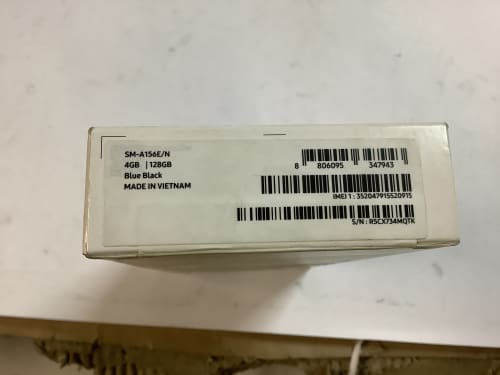 SM-A156E/N
4GB | 128GB
Blue Black
MADE IN VIETNAM
8 806095 347943
IMEI 1 : 352047915520915
S/N : R5CX734MQTK